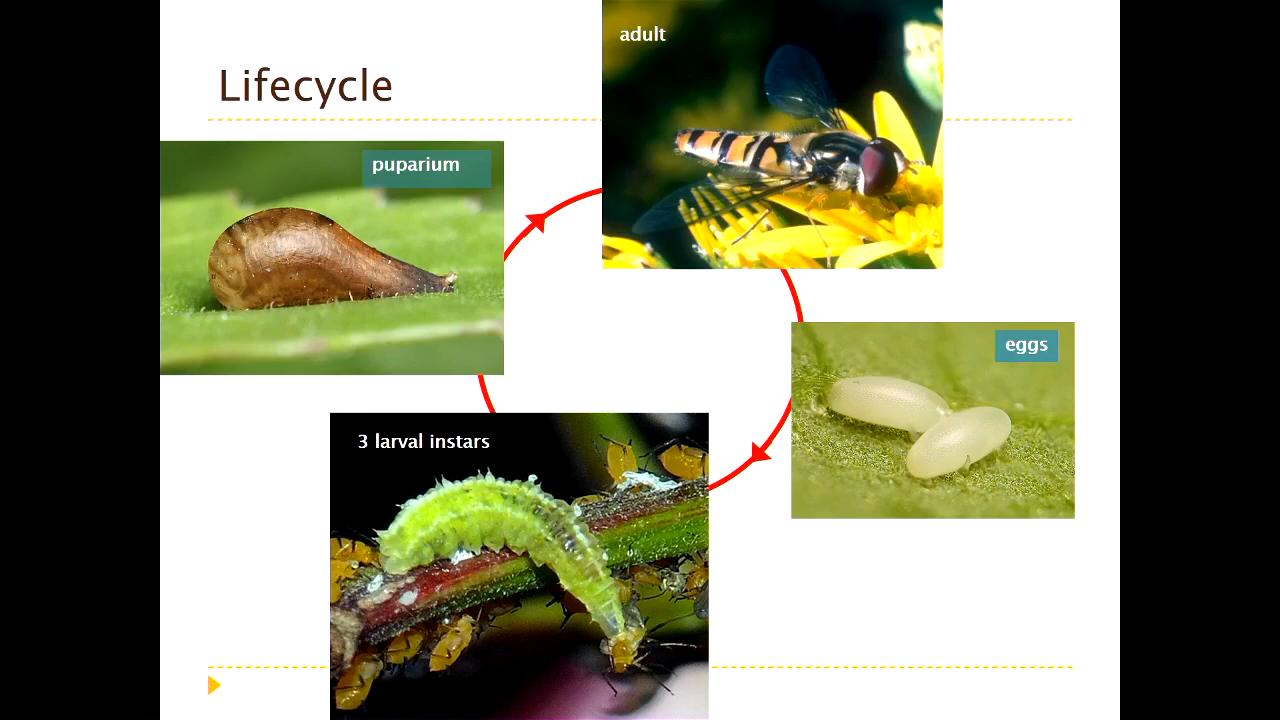 Lifecycle
adult
puparium
eggs
3 larval instars